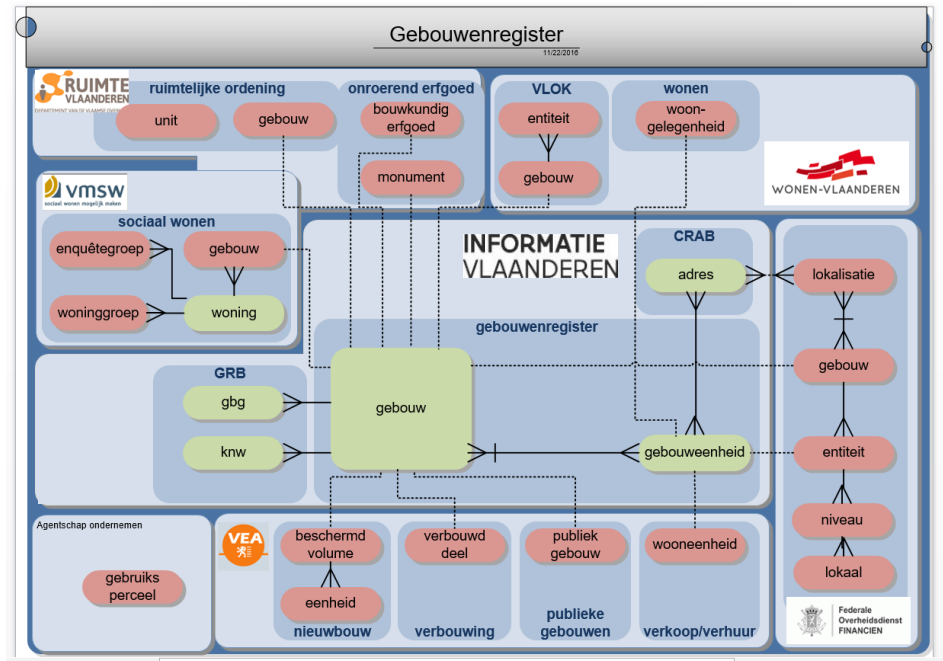 Gebouwenregister
11/22/2016
RUIMTE
VLAANDEREN
ruimtelijke ordening
unit
gebouw
onroerend erfgoed
bouwkundig
erfgoed
monument
VLOK
entiteit
gebouw
wonen
woon-
gelegenheid
WONEN-VLAANDEREN
vmsw
sociaal wonen mogelijk maken
sociaal wonen
enquêtegroep
gebouw
woninggroep
woning
INFORMATIE
VLAANDEREN
CRAB
adres
lokalisatie
gebouwenregister
gebouw
GRB
gbg
knw
gebouw
gebouweenheid
entiteit
niveau
lokaal
Federale
Overheidsdienst
FINANCIEN
Agentschap ondernemen
gebruiks
perceel
VEA
beschermd
volume
eenheid
nieuwbouw
verbouwd
deel
verbouwing
publiek
gebouw
publieke
gebouwen
wooneenheid
verkoop/verhuur